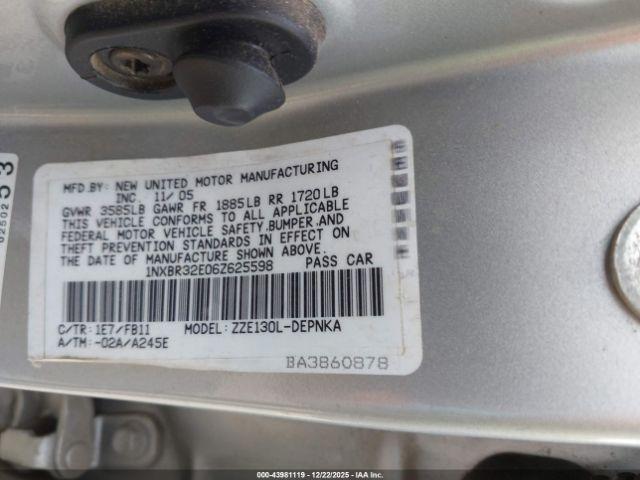 MFD.BY: NEW UNITED MOTOR MANUFACTURING
INC. 11/05
GVWR 3585LB GAWR FR 1885LB RR 1720LB
THIS VEHICLE CONFORMS TO ALL APPLICABLE
FEDERAL MOTOR VEHICLE SAFETY,BUMPER,AND
THEFT PREVENTION STANDARDS IN EFFECT ON
THE DATE OF MANUFACTURE SHOWN ABOVE.
1NXBR32E06Z625598 PASS CAR
C/TR: 1E7/FB11 MODEL: ZZE130L-DEPNKA
A/TM: -02A/A245E
BA3860878
53
02502
000-43981119 - 12/22/2025 - IAA, Inc.